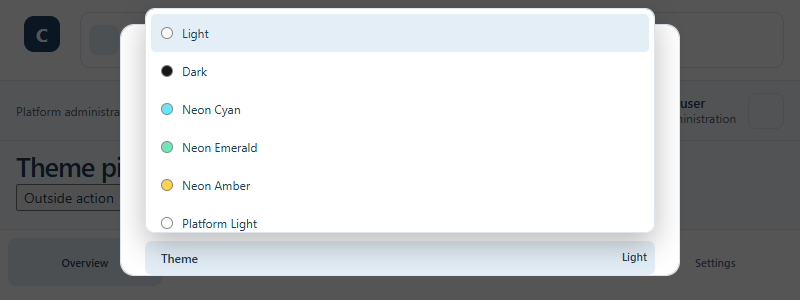 C
Light
Dark
Neon Cyan
Neon Emerald
Neon Amber
Platform Light
Theme
Light
Platform administra
user
ninistration
Theme pi
Outside action
Overview
Settings